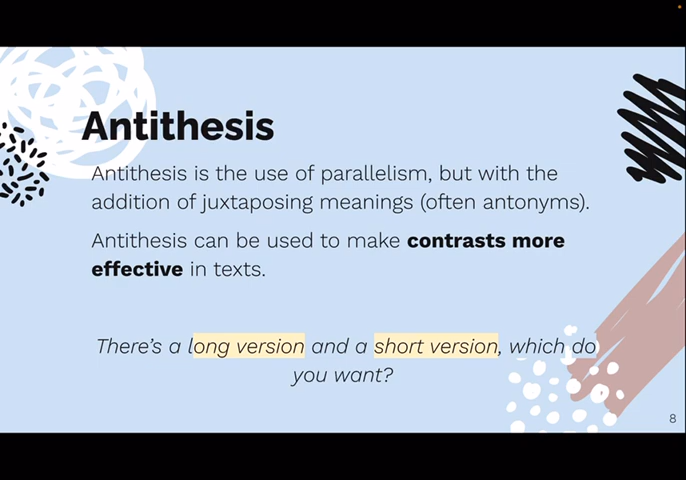 Antithesis
Antithesis is the use of parallelism, but with the
addition of juxtaposing meanings (often antonyms).
Antithesis can be used to make contrasts more
effective in texts.
There's a long version and a short version, which do
you want?
8